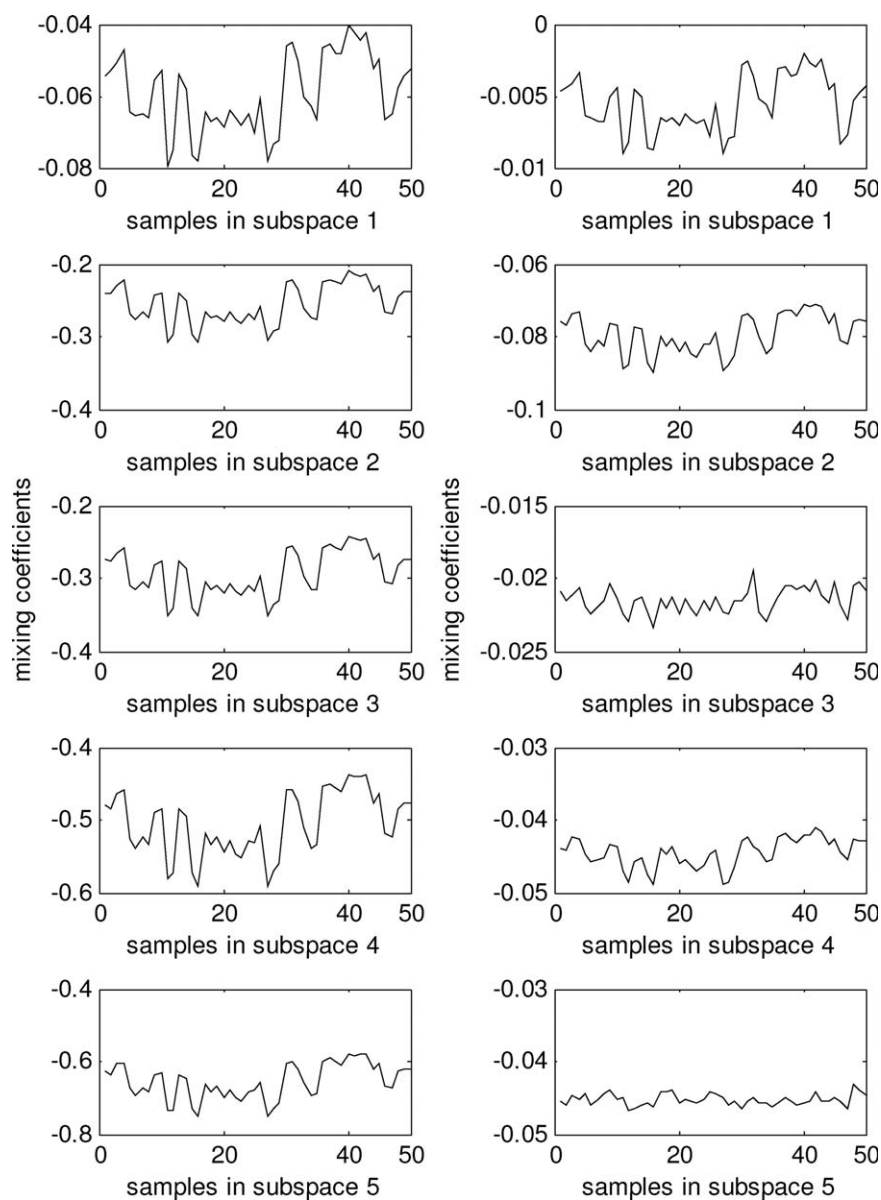 -0.04
-0.06
-0.08
0 20 40 50
samples in subspace 1
0
-0.005
-0.01
0 20 40 50
samples in subspace 1
-0.2
-0.3
-0.4
0 20 40 50
samples in subspace 2
-0.06
-0.08
-0.1
0 20 40 50
samples in subspace 2
mixing coefficients
-0.2
-0.3
-0.4
0 20 40 50
samples in subspace 3
mixing coefficients
-0.015
-0.02
-0.025
0 20 40 50
samples in subspace 3
-0.4
-0.5
-0.6
0 20 40 50
samples in subspace 4
-0.03
-0.04
-0.05
0 20 40 50
samples in subspace 4
-0.4
-0.6
-0.8
0 20 40 50
samples in subspace 5
-0.03
-0.04
-0.05
0 20 40 50
samples in subspace 5